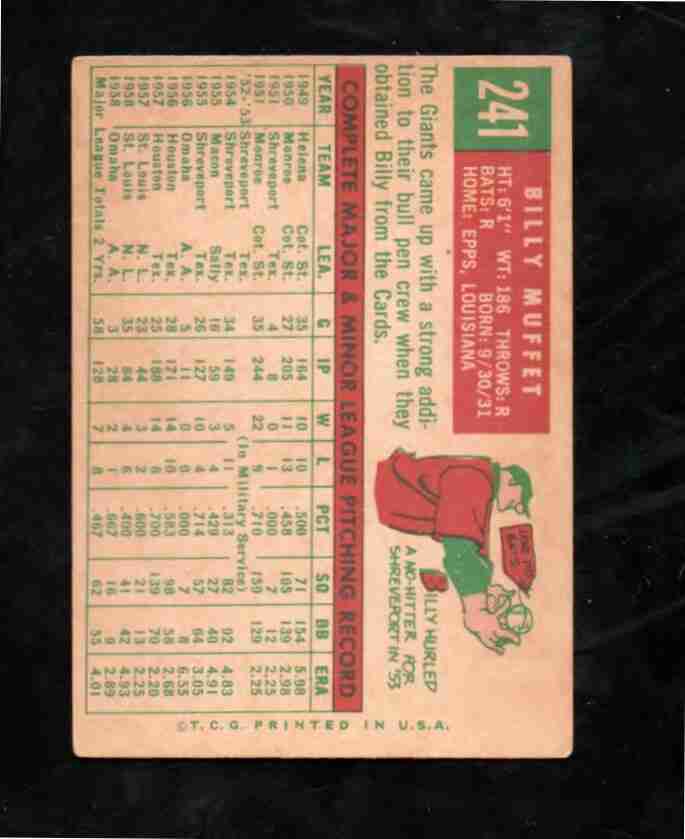 241
BILLY MUFFET
HT: 6'1" WT: 186 THROWS: R
BATS: R BORN: 9/30/31
HOME: EPPS, LOUISIANA
The Giants came up with a strong addi-
tion to their bull pen crew when they
obtained Billy from the Cards.
BILLY HURLED
A NO-HITTER FOR
SHREVEPORT IN '55
COMPLETE MAJOR & MINOR LEAGUE PITCHING RECORD
YEAR TEAM LEA. G IP W L PCT SO BB ERA
1949 Helena Cot. St. 35 164 10 10 .500 71 154 5.98
1950 Monroe Cot. St. 27 205 11 13 .458 105 139 2.98
1951 Shreveport Tex. 4 8 0 1 .000 7 12 2.25
1951 Monroe Cot. St. 35 244 22 9 .710 129 2.25
'52-'53 Shreveport Tex. (In Military Service)
1954 Shreveport Tex. 34 149 5 11 .313 82 92 4.83
1955 Macon Sally 16 59 3 4 .429 27 40 4.91
1955 Shreveport Tex. 26 127 10 4 .714 57 64 3.05
1956 Omaha A. A. 5 11 0 0 .000 7 8 6.55
1956 Houston Tex. 28 171 14 10 .583 98 58 2.68
1957 Houston Tex. 25 188 14 6 .700 139 70 2.20
1957 St. Louis N. L. 23 44 3 2 .600 21 13 2.25
1958 St. Louis N. L. 35 84 4 6 .400 41 42 4.93
1958 Omaha A. A. 3 28 2 1 .667 16 9 2.89
Major League Totals 2 Yrs. 58 128 7 8 .467 62 55 4.01
©T.C.G. PRINTED IN U.S.A.